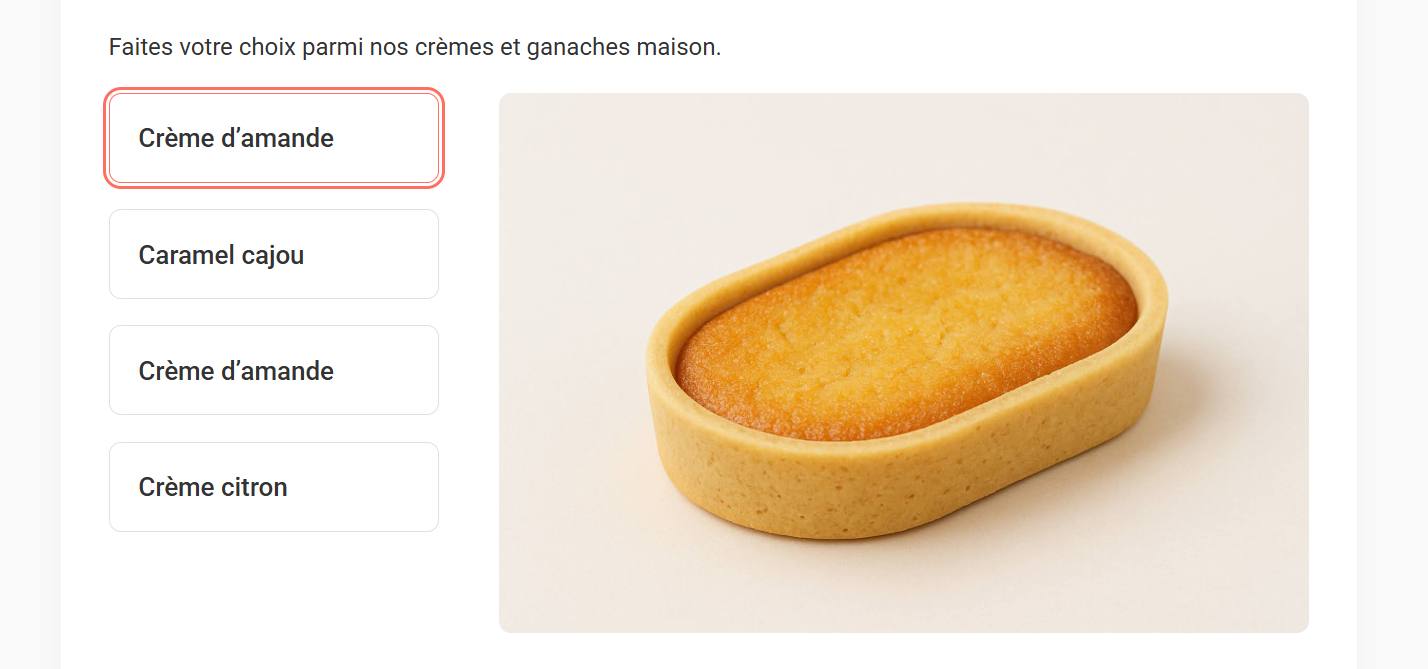 Faites votre choix parmi nos crèmes et ganaches maison.
Crème d’amande
Caramel cajou
Crème d’amande
Crème citron